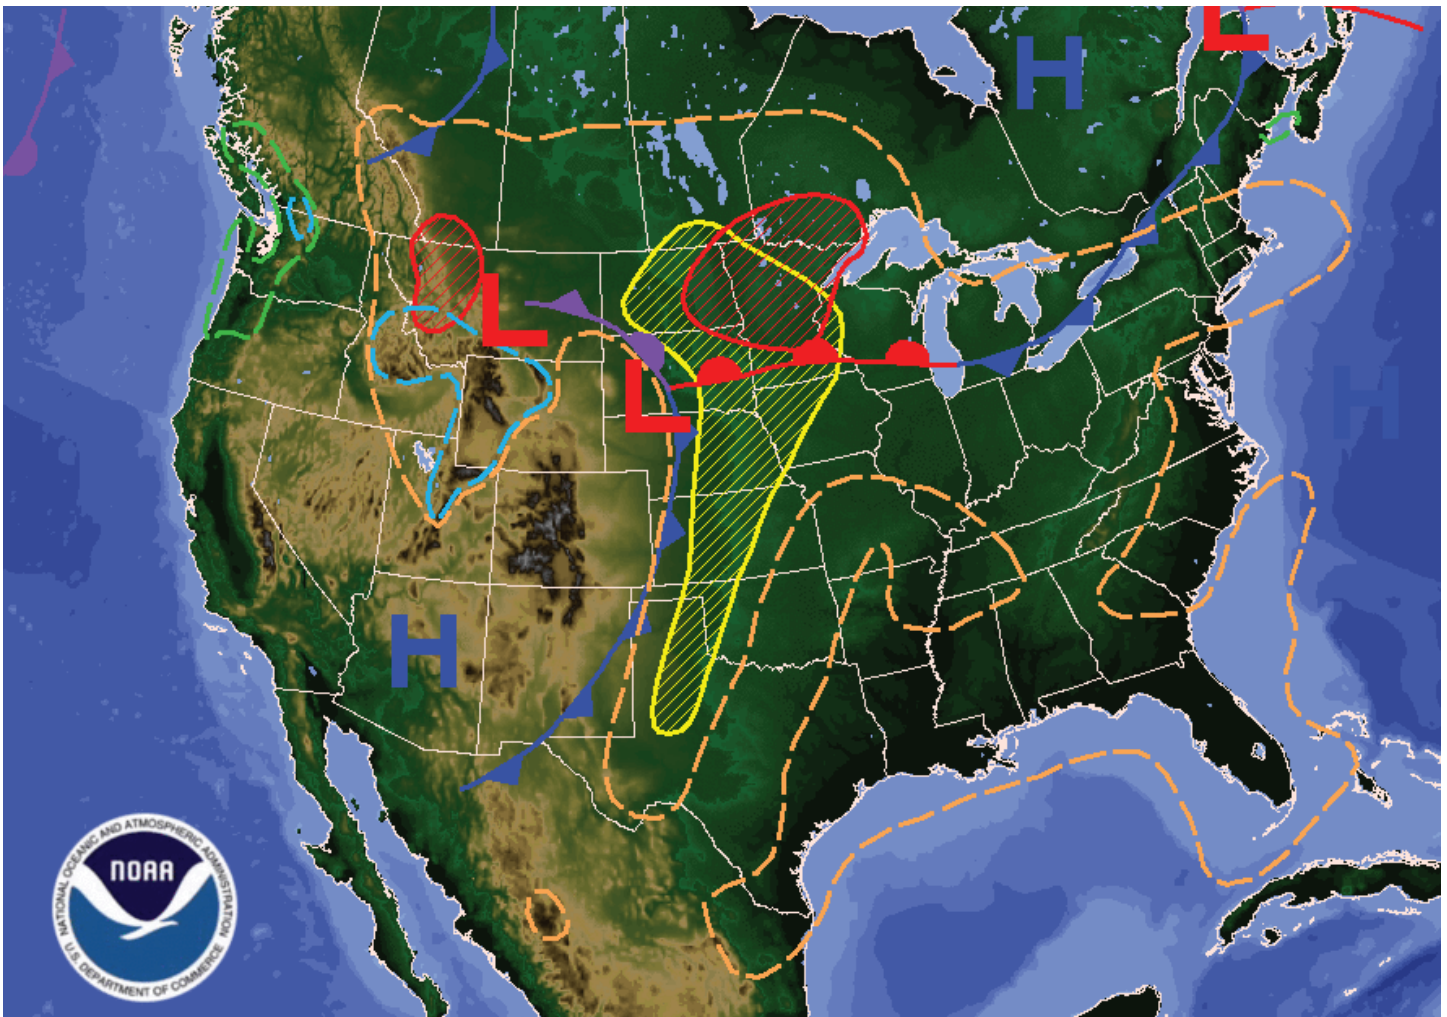 L
H
L
H
L
H
NATIONAL OCEANIC AND ATMOSPHERIC ADMINISTRATION
NOAA
U.S. DEPARTMENT OF COMMERCE